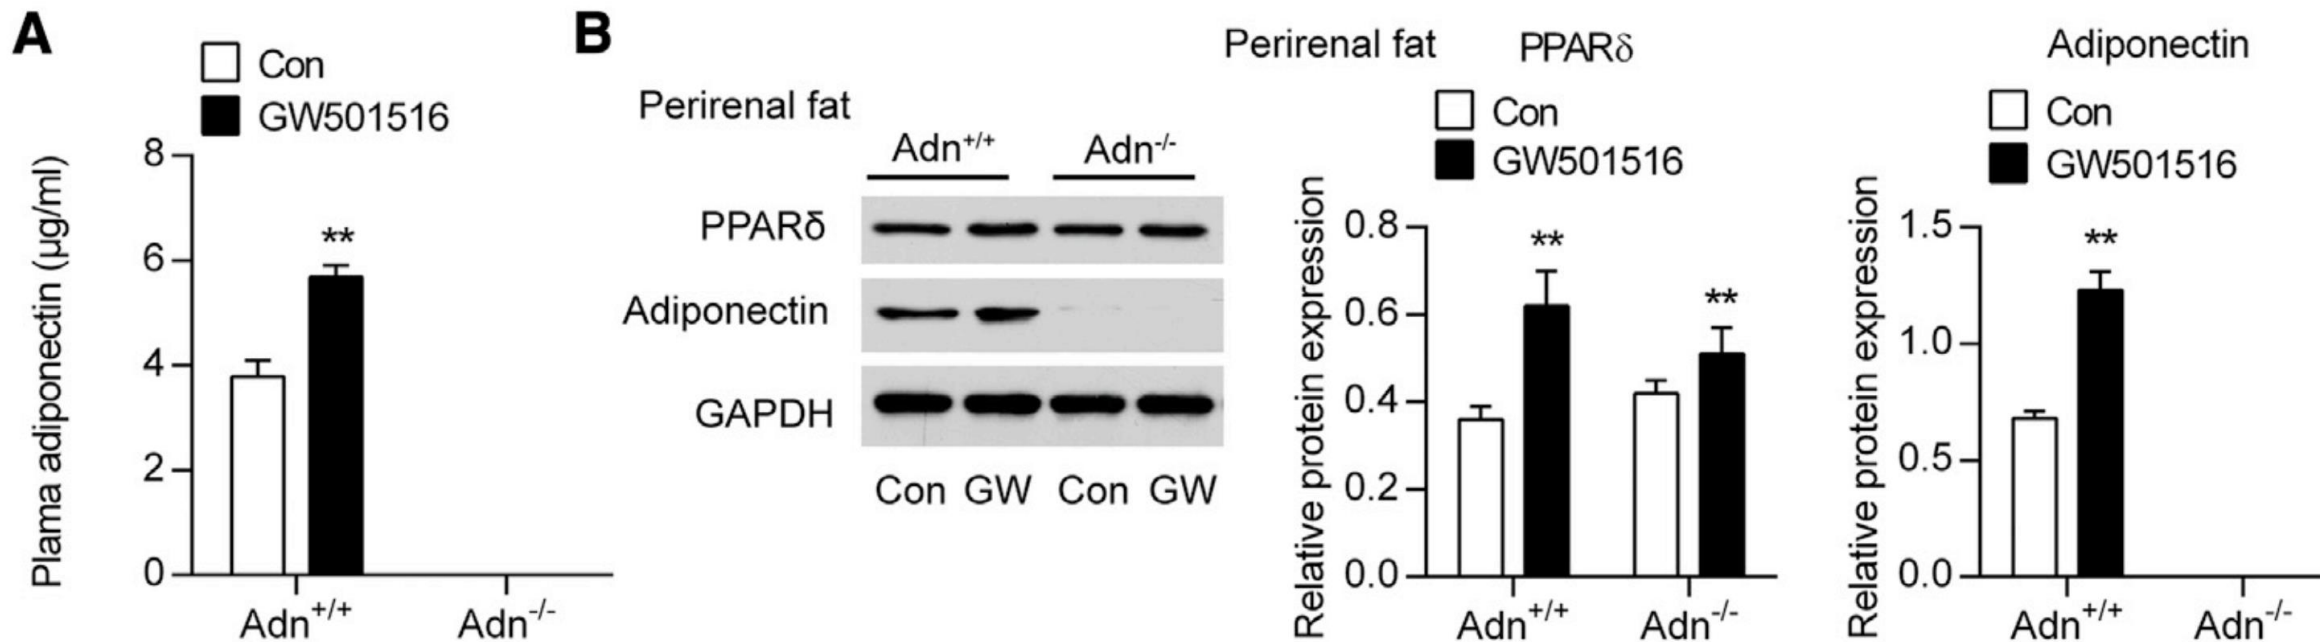 A
Con
GW501516
Plama adiponectin (µg/ml)
8
6
4
2
0
**
Adn+/+
Adn-/-
B
Perirenal fat
Adn+/+ Adn-/-
PPARδ
Adiponectin
GAPDH
Con GW Con GW
Perirenal fat PPARδ
Con
GW501516
Relative protein expression
0.8
0.6
0.4
0.2
0.0
**
**
Adn+/+
Adn-/-
Adiponectin
Con
GW501516
Relative protein expression
1.5
1.0
0.5
0.0
**
Adn+/+
Adn-/-